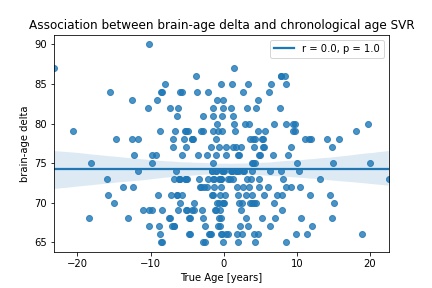 Association between brain-age delta and chronological age SVR
r = 0.0, p = 1.0
brain-age delta
90
85
80
75
70
65
−20
−10
0
10
20
True Age [years]